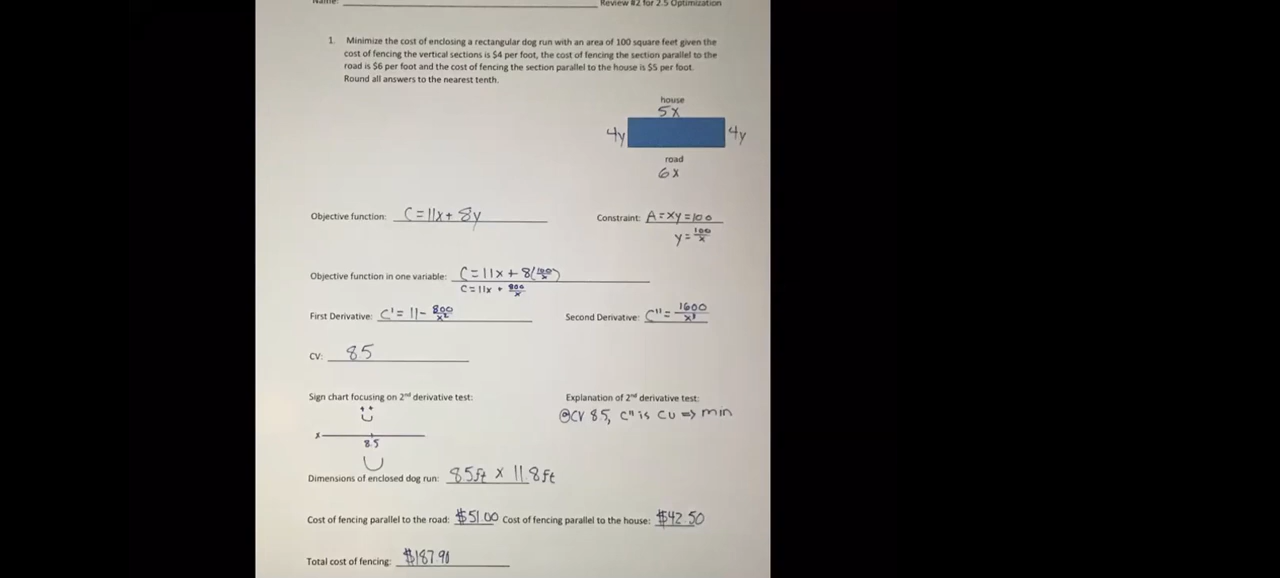 Name: Review #2 for 2.5 Optimization
1. Minimize the cost of enclosing a rectangular dog run with an area of 100 square feet given the
cost of fencing the vertical sections is $4 per foot, the cost of fencing the section parallel to the
road is $6 per foot and the cost of fencing the section parallel to the house is $5 per foot.
Round all answers to the nearest tenth.
house
5x
4y 4y
road
6x
Objective function: C=11x+8y Constraint: A=xy=100
y=100/x
Objective function in one variable: C=11x+8(100/x)
C=11x+800/x
First Derivative: C'=11-800/x² Second Derivative: C"=1600/x³
CV: 8.5
Sign chart focusing on 2nd derivative test: Explanation of 2nd derivative test:
++
@CV 8.5, C" is CU => min
x
8.5
Dimensions of enclosed dog run: 8.5ft x 11.8ft
Cost of fencing parallel to the road: $51.00 Cost of fencing parallel to the house: $42.50
Total cost of fencing: $187.90